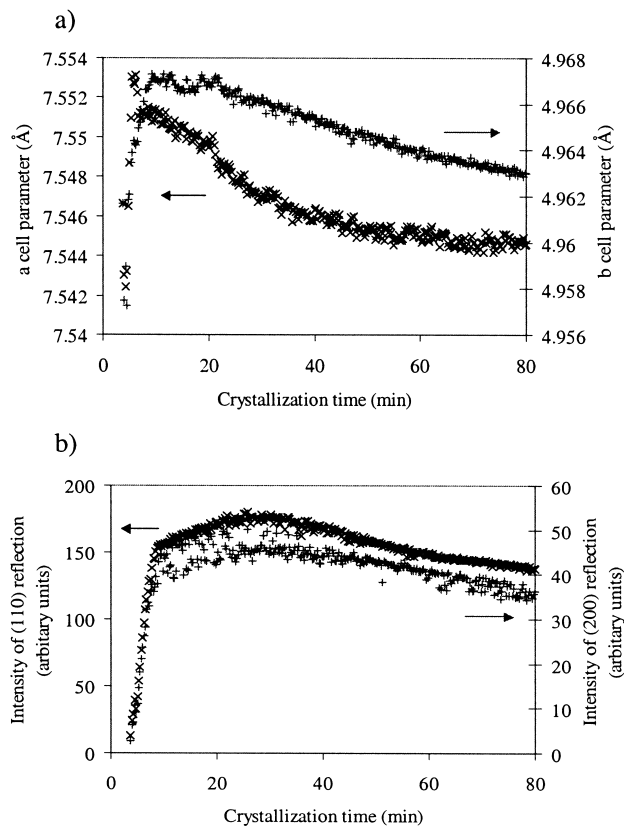 a)
7.554
7.552
7.55
7.548
7.546
7.544
7.542
7.54
a cell parameter (Å)
4.968
4.966
4.964
4.962
4.96
4.958
4.956
b cell parameter (Å)
0 20 40 60 80
Crystallization time (min)
b)
200
150
100
50
0
Intensity of (110) reflection
(arbitary units)
60
50
40
30
20
10
0
Intensity of (200) reflection
(arbitary units)
0 20 40 60 80
Crystallization time (min)